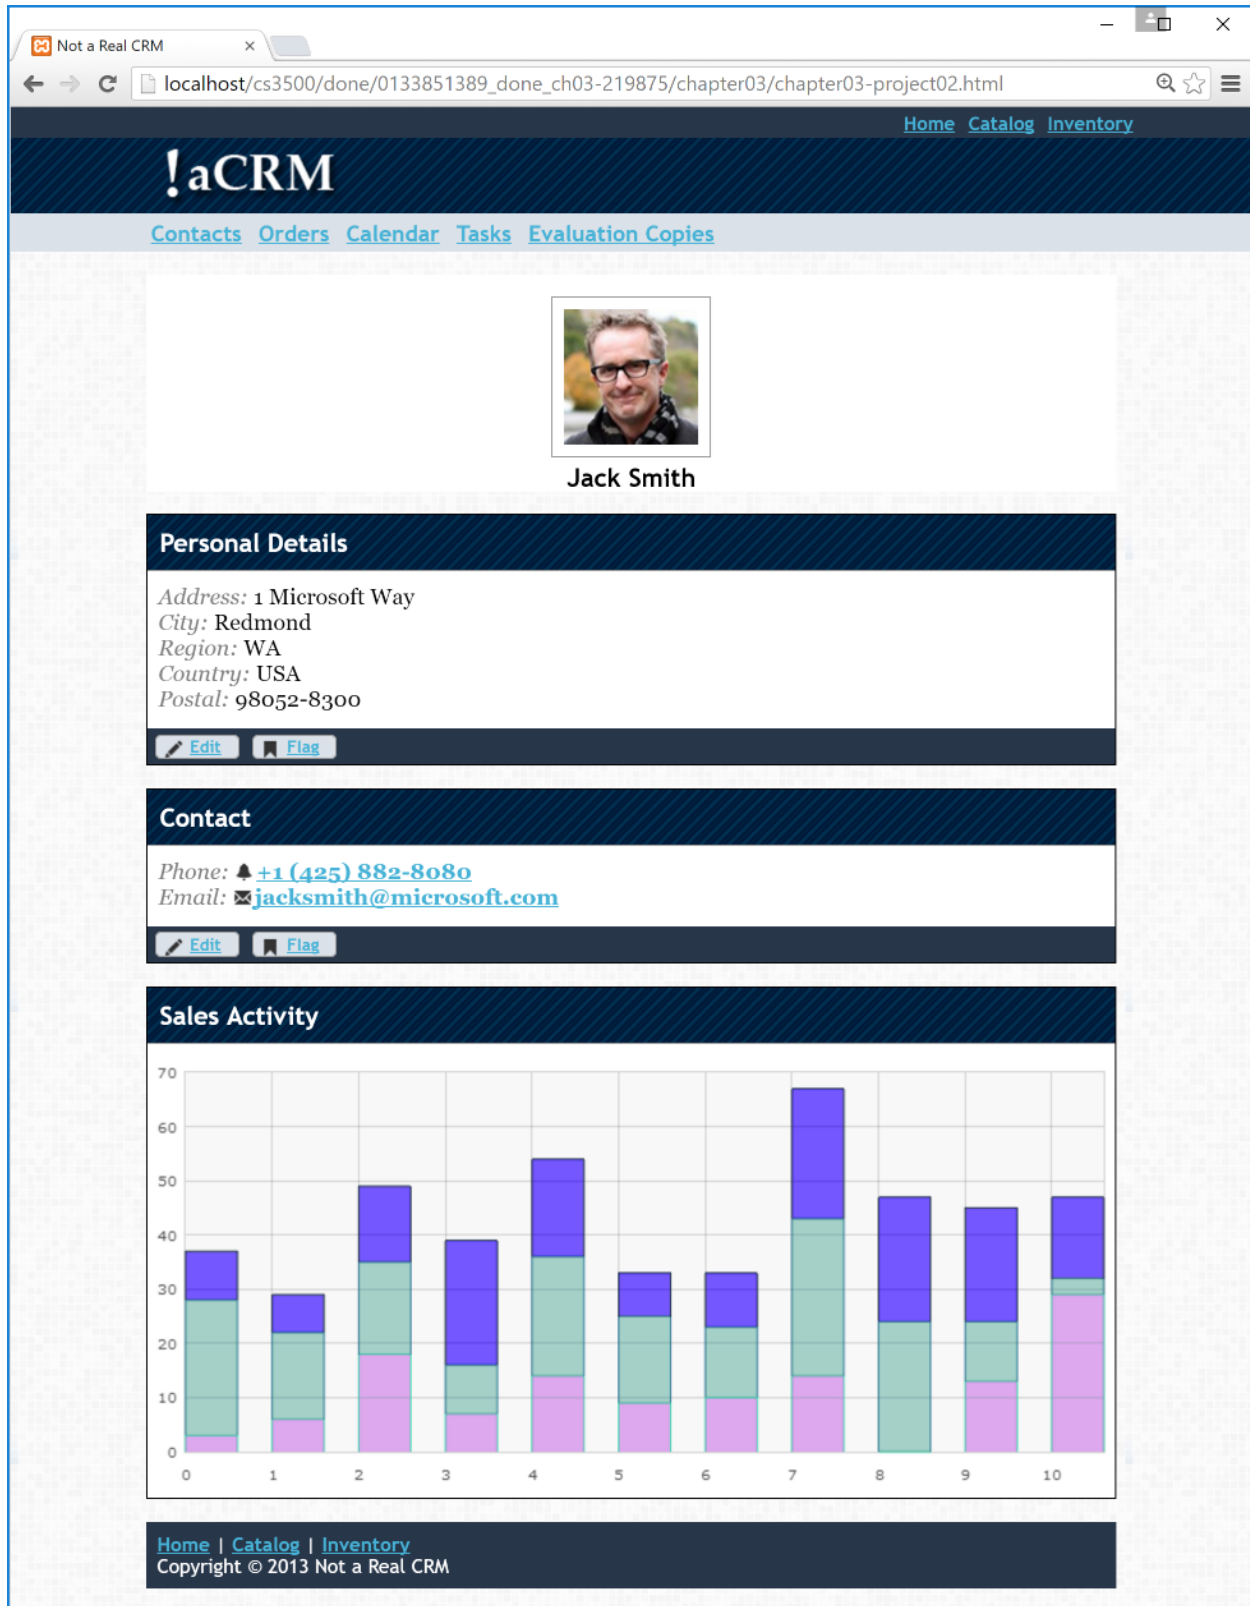 Not a Real CRM
localhost/cs3500/done/0133851389_done_ch03-219875/chapter03/chapter03-project02.html
Home Catalog Inventory
!aCRM
Contacts Orders Calendar Tasks Evaluation Copies
Jack Smith
Personal Details
Address: 1 Microsoft Way
City: Redmond
Region: WA
Country: USA
Postal: 98052-8300
Edit Flag
Contact
Phone: +1 (425) 882-8080
Email: jacksmith@microsoft.com
Edit Flag
Sales Activity
70
60
50
40
30
20
10
0
0 1 2 3 4 5 6 7 8 9 10
Home | Catalog | Inventory
Copyright © 2013 Not a Real CRM